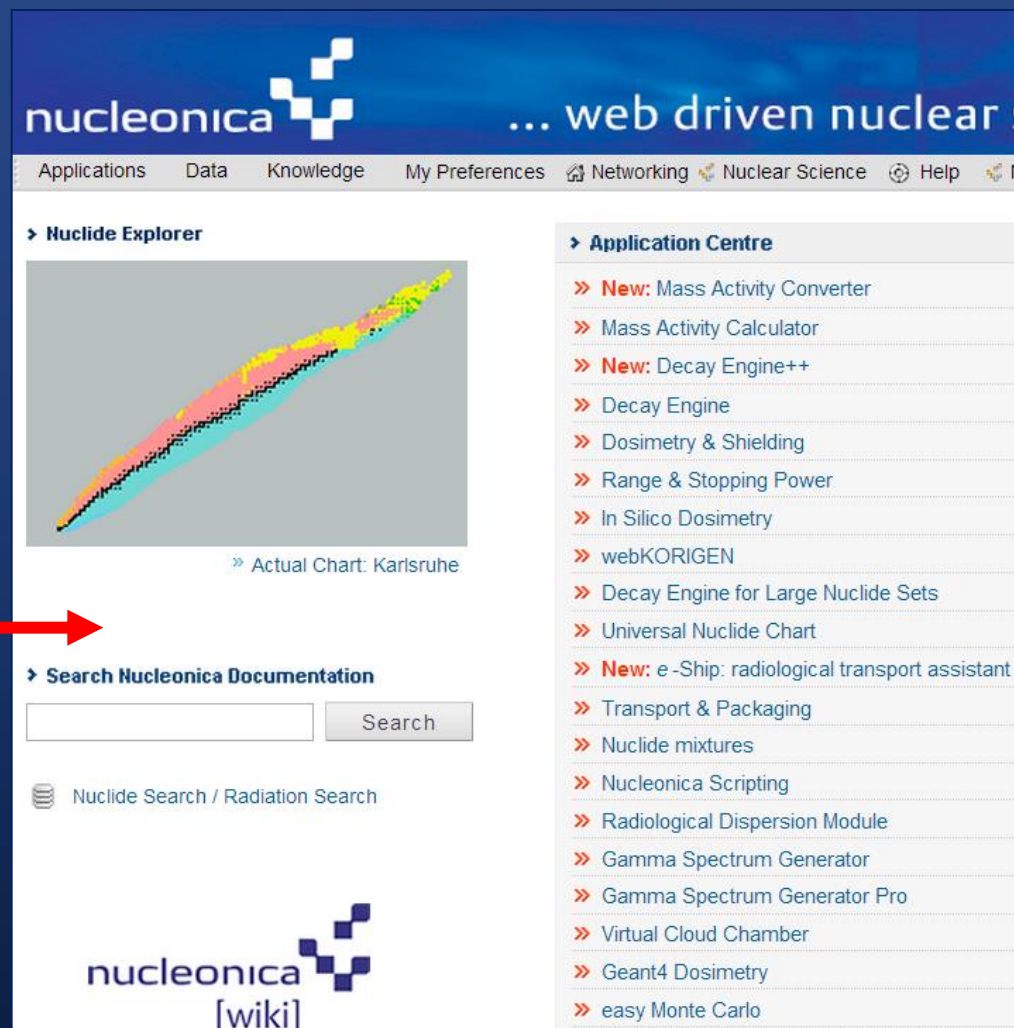 nucleonica
... web driven nuclear
Applications Data Knowledge My Preferences Networking Nuclear Science Help
Nuclide Explorer
Actual Chart: Karlsruhe
Search Nucleonica Documentation
Search
Nuclide Search / Radiation Search
nucleonica
[wiki]
Application Centre
New: Mass Activity Converter
Mass Activity Calculator
New: Decay Engine++
Decay Engine
Dosimetry & Shielding
Range & Stopping Power
In Silico Dosimetry
webKORIGEN
Decay Engine for Large Nuclide Sets
Universal Nuclide Chart
New: e -Ship: radiological transport assistant
Transport & Packaging
Nuclide mixtures
Nucleonica Scripting
Radiological Dispersion Module
Gamma Spectrum Generator
Gamma Spectrum Generator Pro
Virtual Cloud Chamber
Geant4 Dosimetry
easy Monte Carlo